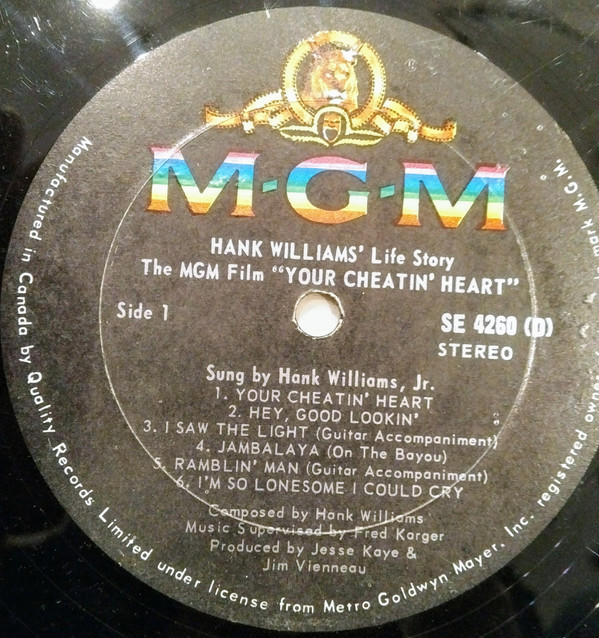 M-G-M
HANK WILLIAMS' Life Story
The MGM Film "YOUR CHEATIN' HEART"
Side 1
SE 4260 (D)
STEREO
Sung by Hank Williams, Jr.
1. YOUR CHEATIN' HEART
2. HEY, GOOD LOOKIN'
3. I SAW THE LIGHT (Guitar Accompaniment)
4. JAMBALAYA (On The Bayou)
5. RAMBLIN' MAN (Guitar Accompaniment)
6. I'M SO LONESOME I COULD CRY
Composed by Hank Williams
Music Supervised by Fred Karger
Produced by Jesse Kaye &
Jim Vienneau
Manufactured in Canada by Quality Records Limited under license from Metro Goldwyn Mayer, Inc. registered mark M.G.M.